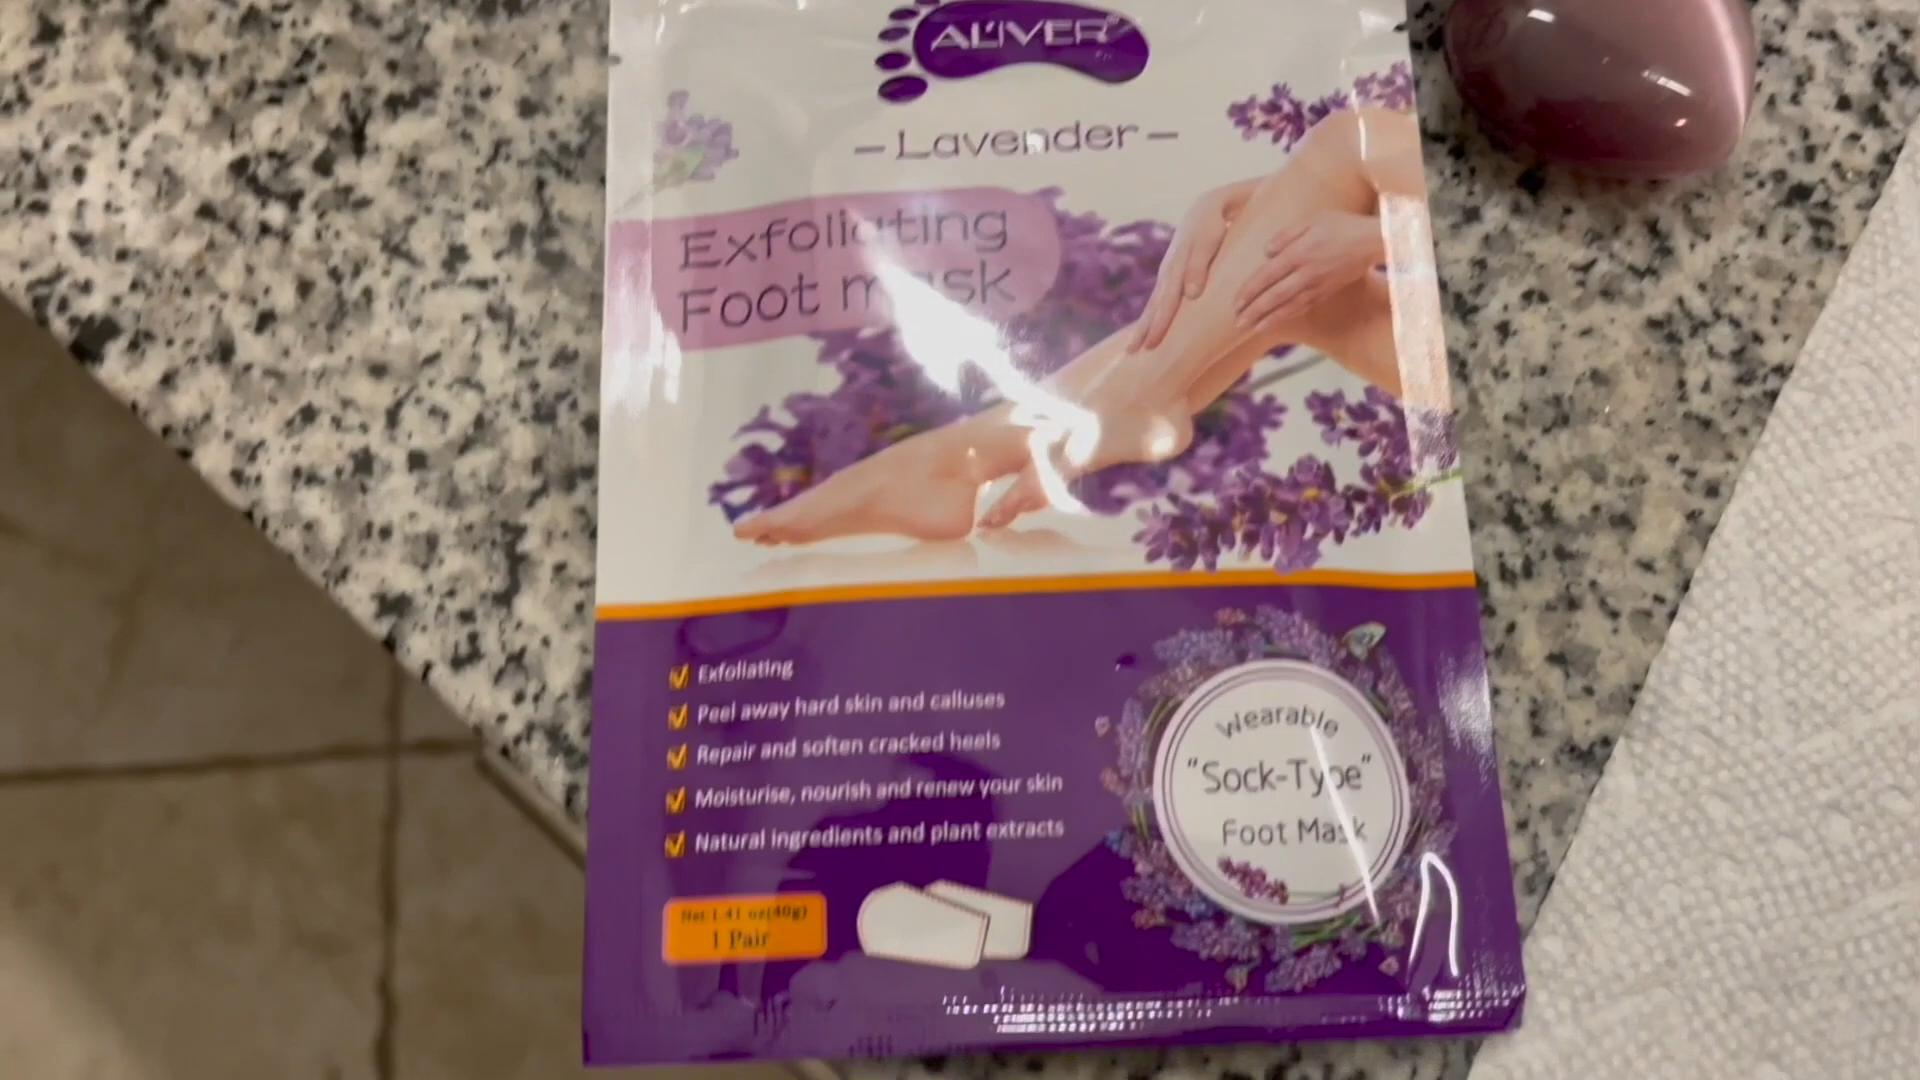 AL'IVER
– Lavender –
Exfoliating
Foot mask
Exfoliating
Peel away hard skin and calluses
Repair and soften cracked heels
Moisturise, nourish and renew your skin
Natural ingredients and plant extracts
Net:1.41 oz(40g)
1 Pair
Wearable
"Sock-Type"
Foot Mask